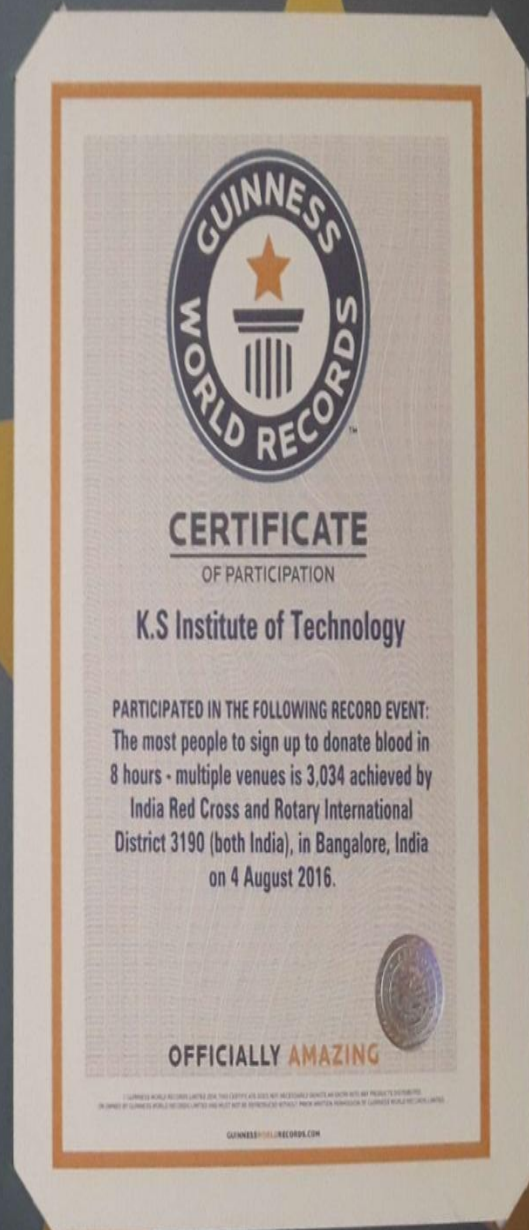 GUINNESS
WORLD RECORDS
TM
CERTIFICATE
OF PARTICIPATION
K.S Institute of Technology
PARTICIPATED IN THE FOLLOWING RECORD EVENT:
The most people to sign up to donate blood in
8 hours - multiple venues is 3,034 achieved by
India Red Cross and Rotary International
District 3190 (both India), in Bangalore, India
on 4 August 2016.
OFFICIALLY AMAZING
GUINNESSWORLDRECORDS.COM